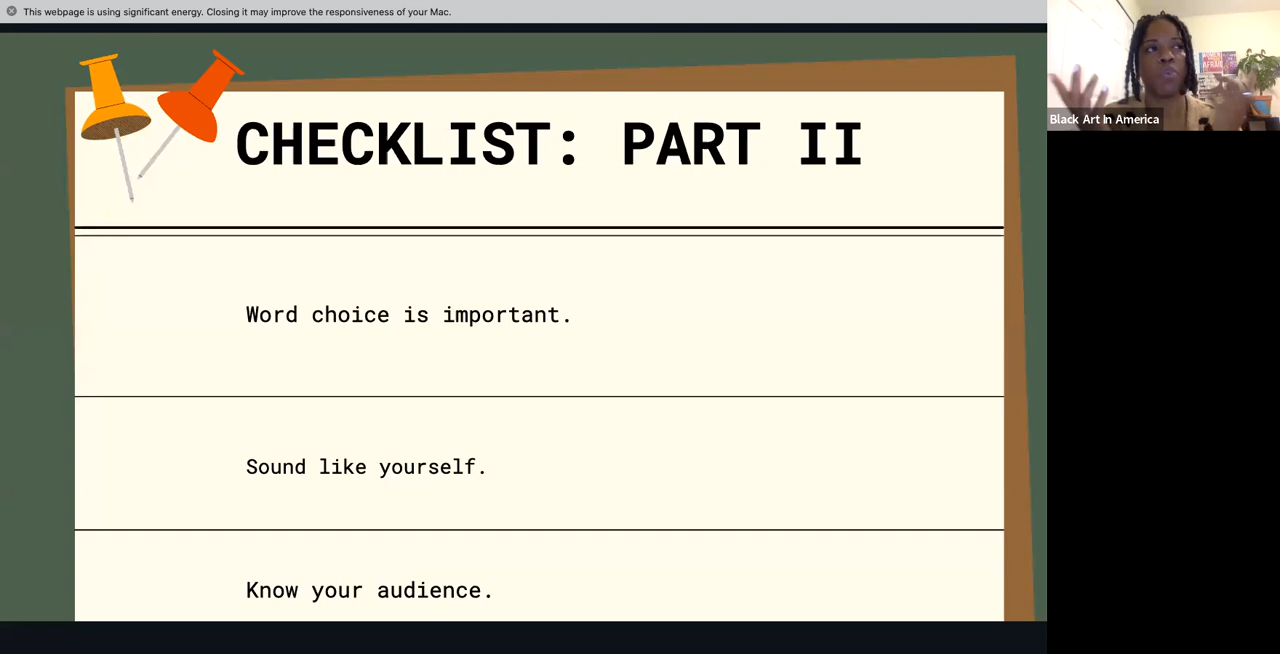 This webpage is using significant energy. Closing it may improve the responsiveness of your Mac.
CHECKLIST: PART II
Word choice is important.
Sound like yourself.
Know your audience.
AFRAID
Black Art In America